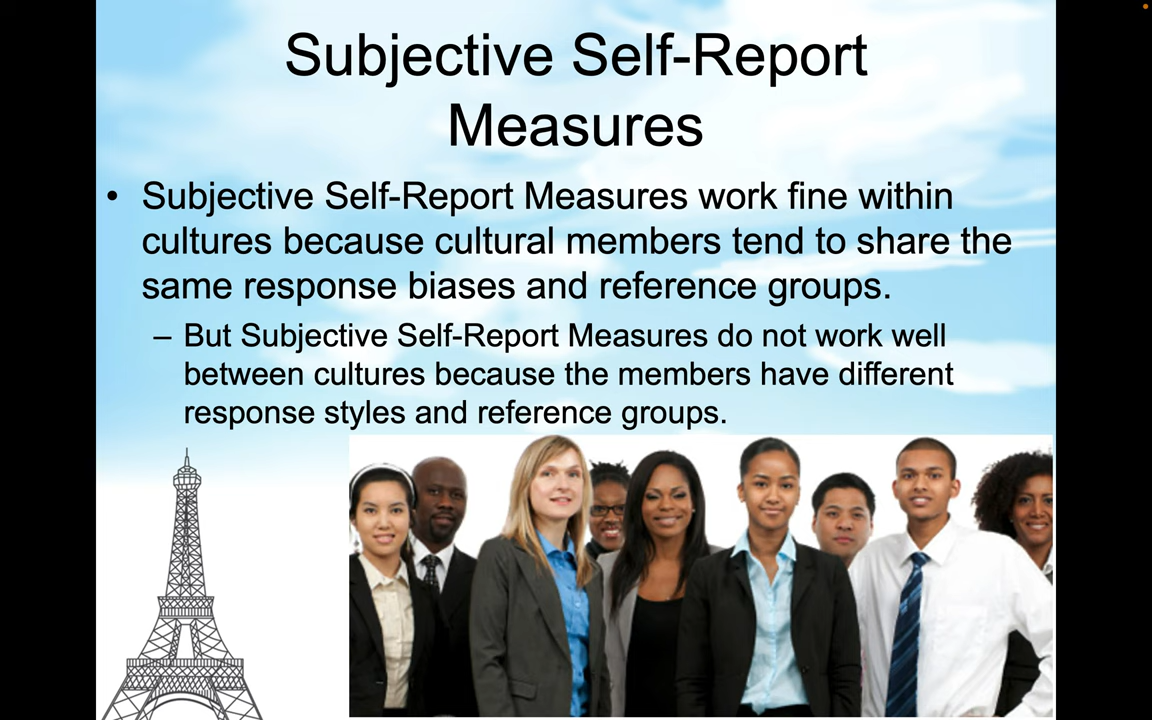 Subjective Self-Report
Measures
• Subjective Self-Report Measures work fine within
cultures because cultural members tend to share the
same response biases and reference groups.
– But Subjective Self-Report Measures do not work well
between cultures because the members have different
response styles and reference groups.